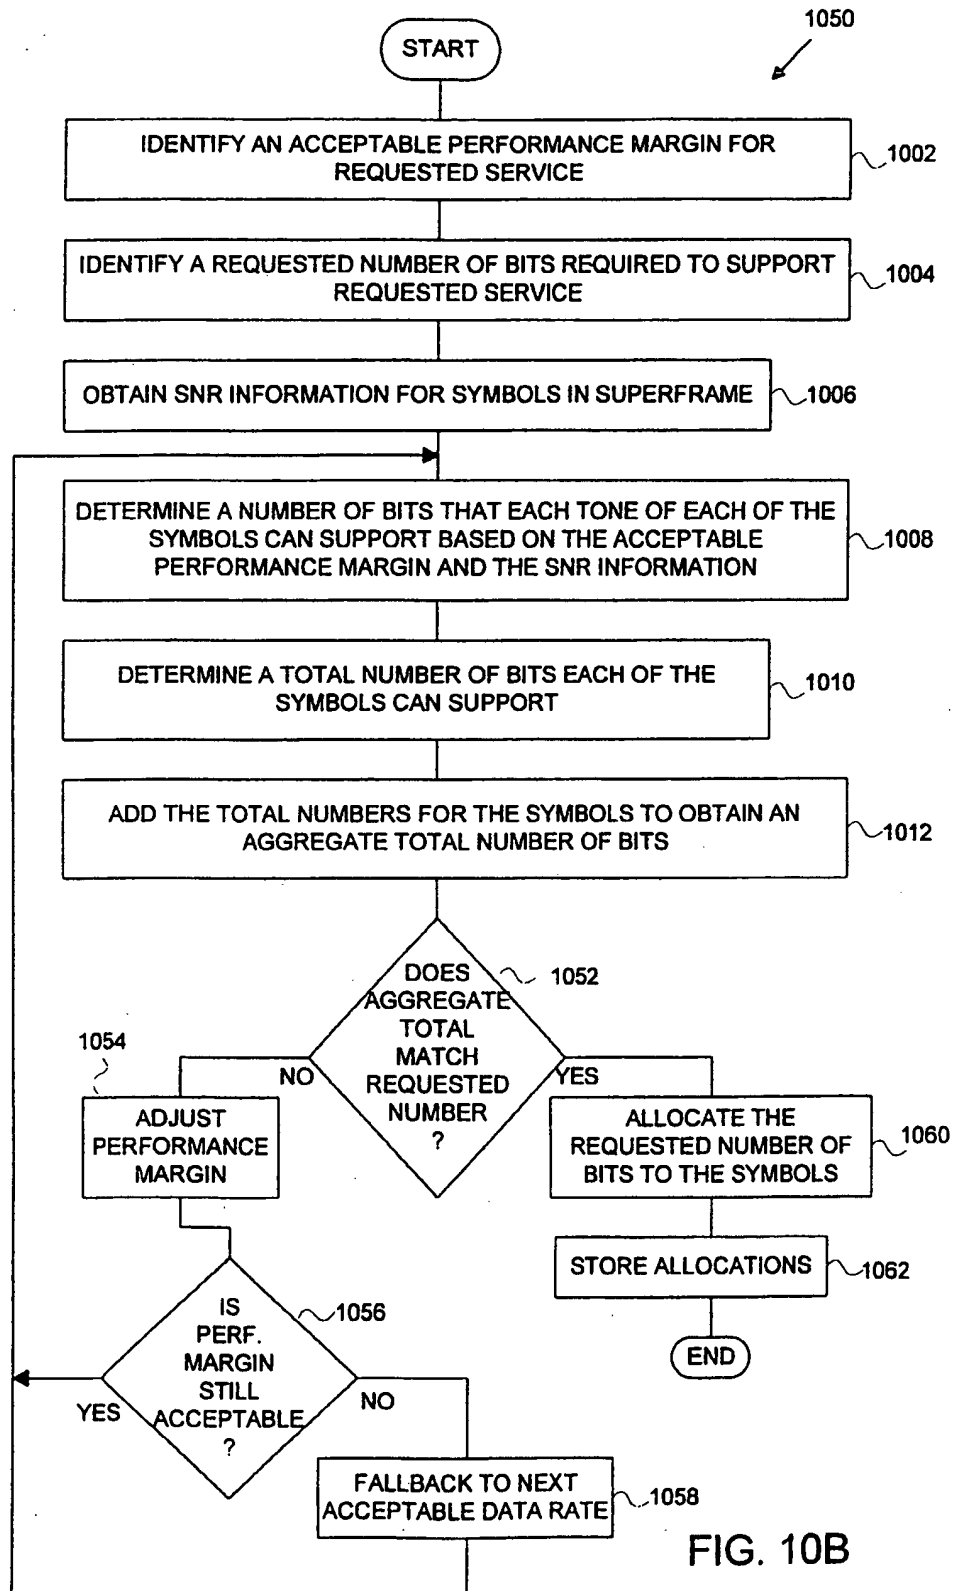 1050
START
IDENTIFY AN ACCEPTABLE PERFORMANCE MARGIN FOR
REQUESTED SERVICE
1002
IDENTIFY A REQUESTED NUMBER OF BITS REQUIRED TO SUPPORT
REQUESTED SERVICE
1004
OBTAIN SNR INFORMATION FOR SYMBOLS IN SUPERFRAME
1006
DETERMINE A NUMBER OF BITS THAT EACH TONE OF EACH OF THE
SYMBOLS CAN SUPPORT BASED ON THE ACCEPTABLE
PERFORMANCE MARGIN AND THE SNR INFORMATION
1008
DETERMINE A TOTAL NUMBER OF BITS EACH OF THE
SYMBOLS CAN SUPPORT
1010
ADD THE TOTAL NUMBERS FOR THE SYMBOLS TO OBTAIN AN
AGGREGATE TOTAL NUMBER OF BITS
1012
DOES
AGGREGATE
TOTAL
MATCH
REQUESTED
NUMBER
?
1052
1054
NO
YES
ADJUST
PERFORMANCE
MARGIN
ALLOCATE THE
REQUESTED NUMBER OF
BITS TO THE SYMBOLS
1060
STORE ALLOCATIONS
1062
END
IS
PERF.
MARGIN
STILL
ACCEPTABLE
?
1056
YES
NO
FALLBACK TO NEXT
ACCEPTABLE DATA RATE
1058
FIG. 10B